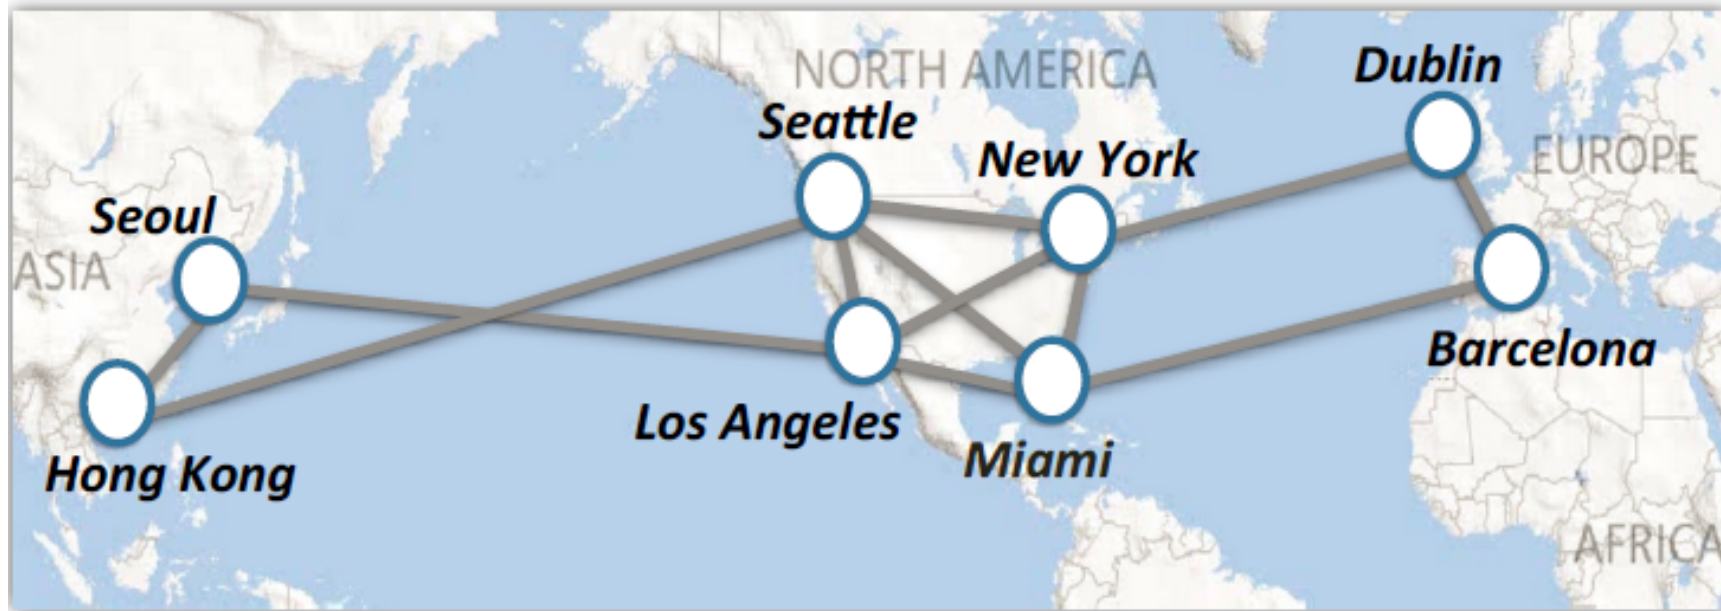 NORTH AMERICA
Dublin
Seattle
New York
EUROPE
Seoul
ASIA
Barcelona
Los Angeles
Miami
Hong Kong
AFRICA